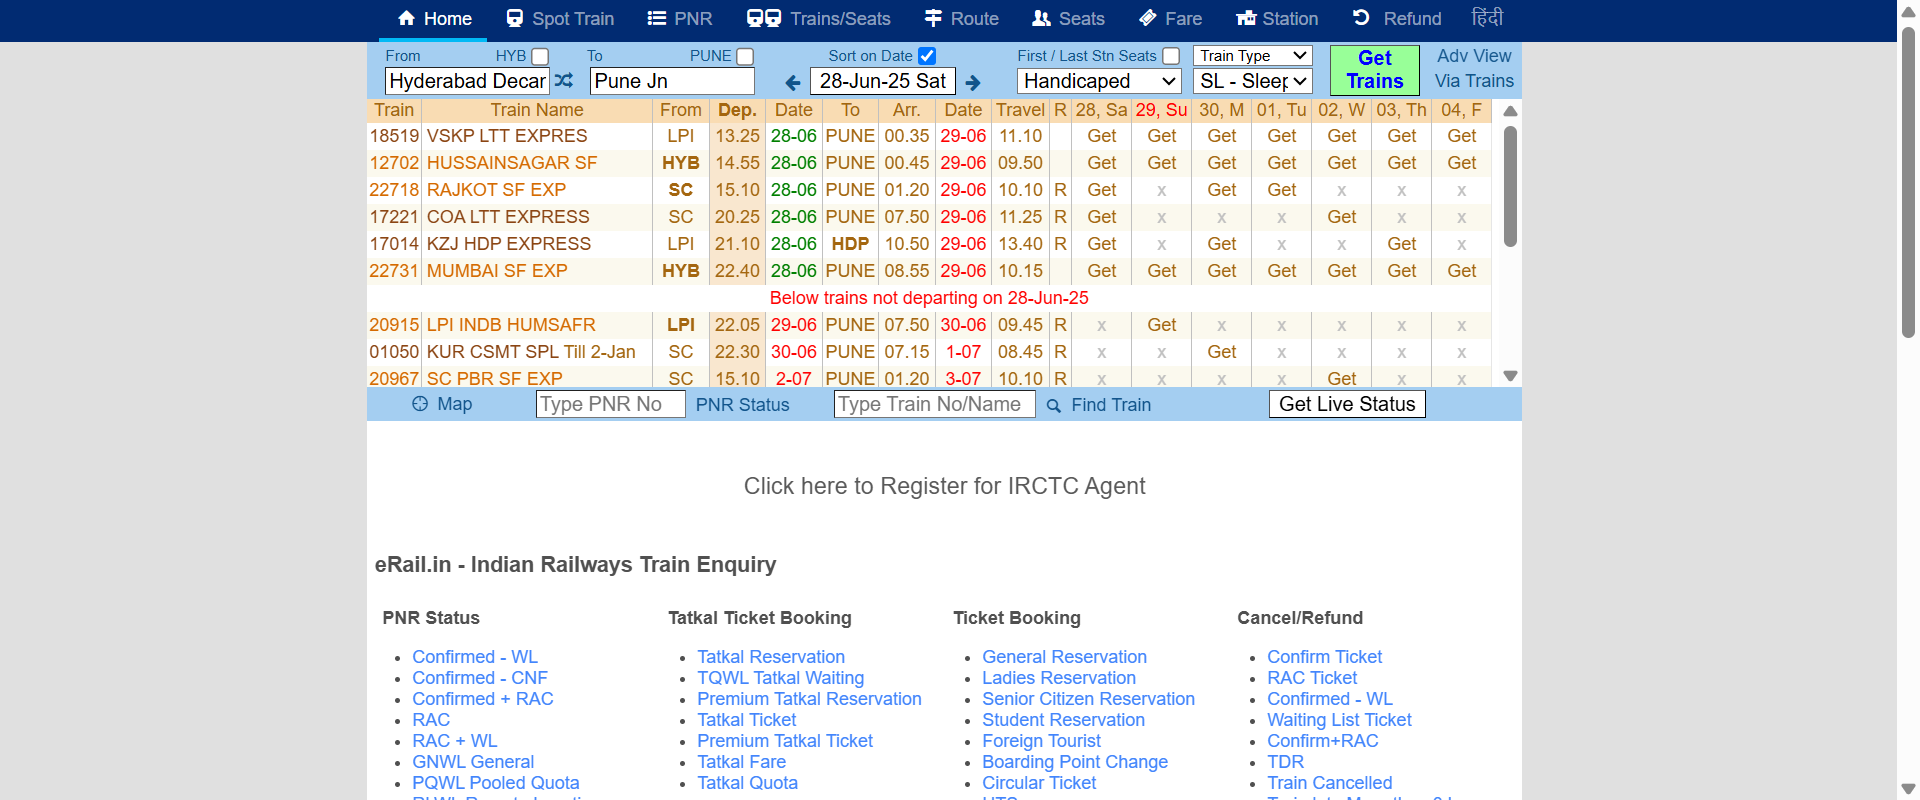 Home Spot Train PNR Trains/Seats Route Seats Fare Station Refund हिंदी
From HYB To PUNE Sort on Date First / Last Stn Seats Train Type Get Trains Adv View
Hyderabad Decan Pune Jn 28-Jun-25 Sat Handicaped SL - Sleep Via Trains
Train Train Name From Dep. Date To Arr. Date Travel R 28, Sa 29, Su 30, M 01, Tu 02, W 03, Th 04, F
18519 VSKP LTT EXPRES LPI 13.25 28-06 PUNE 00.35 29-06 11.10 Get Get Get Get Get Get Get
12702 HUSSAINSAGAR SF HYB 14.55 28-06 PUNE 00.45 29-06 09.50 Get Get Get Get Get Get Get
22718 RAJKOT SF EXP SC 15.10 28-06 PUNE 01.20 29-06 10.10 R Get x Get Get x x x
17221 COA LTT EXPRESS SC 20.25 28-06 PUNE 07.50 29-06 11.25 R Get x x x Get x x
17014 KZJ HDP EXPRESS LPI 21.10 28-06 HDP 10.50 29-06 13.40 R Get x Get x x Get x
22731 MUMBAI SF EXP HYB 22.40 28-06 PUNE 08.55 29-06 10.15 Get Get Get Get Get Get Get
Below trains not departing on 28-Jun-25
20915 LPI INDB HUMSAFR LPI 22.05 29-06 PUNE 07.50 30-06 09.45 R x Get x x x x x
01050 KUR CSMT SPL Till 2-Jan SC 22.30 30-06 PUNE 07.15 1-07 08.45 R x x Get x x x x
20967 SC PBR SF EXP SC 15.10 2-07 PUNE 01.20 3-07 10.10 R x x x x Get x x
Map Type PNR No PNR Status Type Train No/Name Find Train Get Live Status
Click here to Register for IRCTC Agent
eRail.in - Indian Railways Train Enquiry
PNR Status
Confirmed - WL
Confirmed - CNF
Confirmed + RAC
RAC
RAC + WL
GNWL General
PQWL Pooled Quota
Tatkal Ticket Booking
Tatkal Reservation
TQWL Tatkal Waiting
Premium Tatkal Reservation
Tatkal Ticket
Premium Tatkal Ticket
Tatkal Fare
Tatkal Quota
Ticket Booking
General Reservation
Ladies Reservation
Senior Citizen Reservation
Student Reservation
Foreign Tourist
Boarding Point Change
Circular Ticket
Cancel/Refund
Confirm Ticket
RAC Ticket
Confirmed - WL
Waiting List Ticket
Confirm+RAC
TDR
Train Cancelled